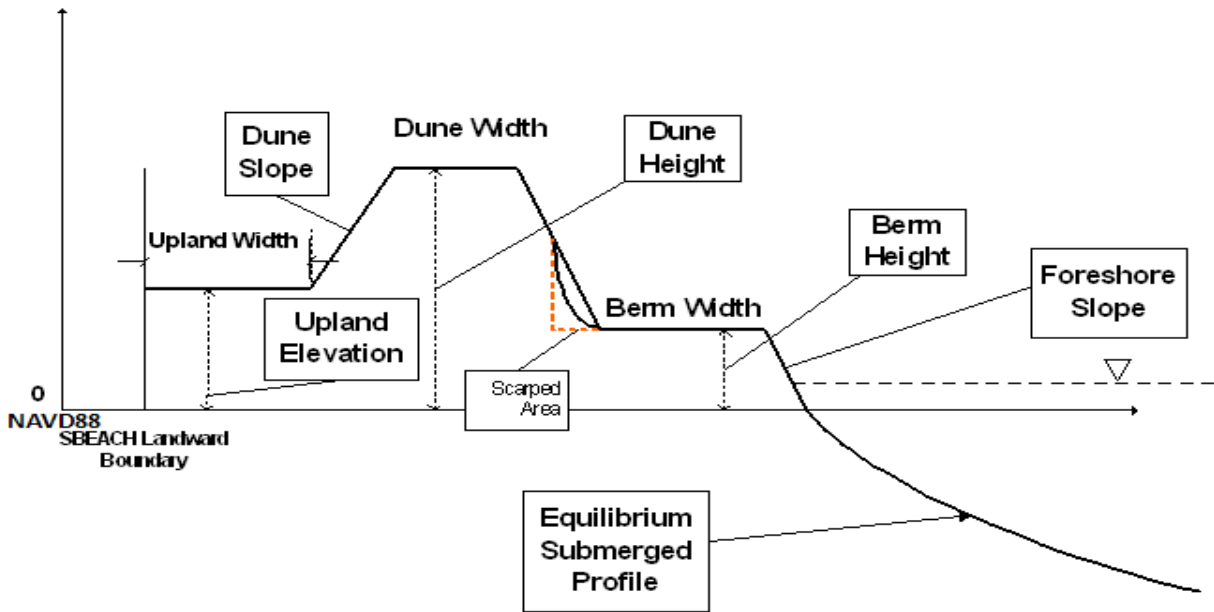 Dune
Slope
Dune Width
Dune
Height
Upland Width
Berm
Height
Foreshore
Slope
Upland
Elevation
Berm Width
Scarped
Area
0
NAVD88
SBEACH Landward
Boundary
Equilibrium
Submerged
Profile